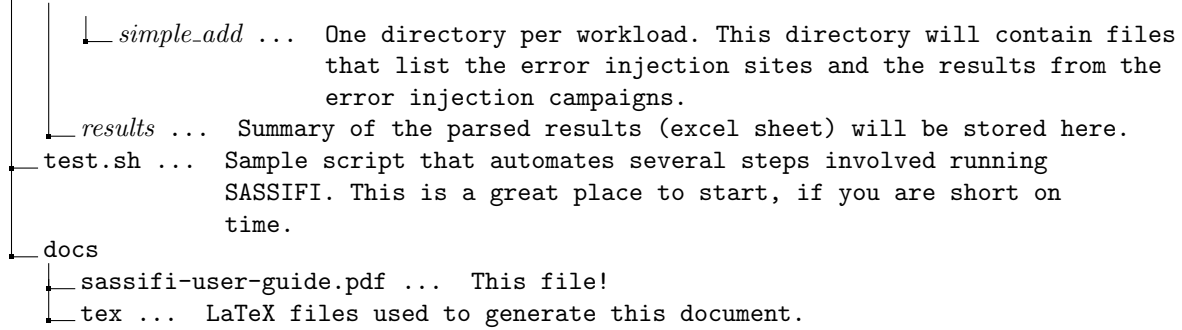 simple_add ... One directory per workload. This directory will contain files
that list the error injection sites and the results from the
error injection campaigns.
results ... Summary of the parsed results (excel sheet) will be stored here.
test.sh ... Sample script that automates several steps involved running
SASSIFI. This is a great place to start, if you are short on
time.
docs
sassifi-user-guide.pdf ... This file!
tex ... LaTeX files used to generate this document.